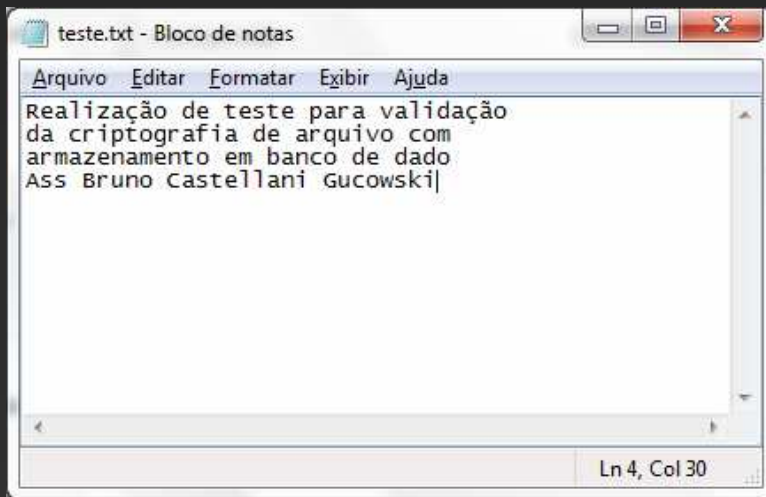 teste.txt - Bloco de notas
Arquivo Editar Formatar Exibir Ajuda
Realização de teste para validação
da criptografia de arquivo com
armazenamento em banco de dado
Ass Bruno Castellani Gucowski
Ln 4, Col 30